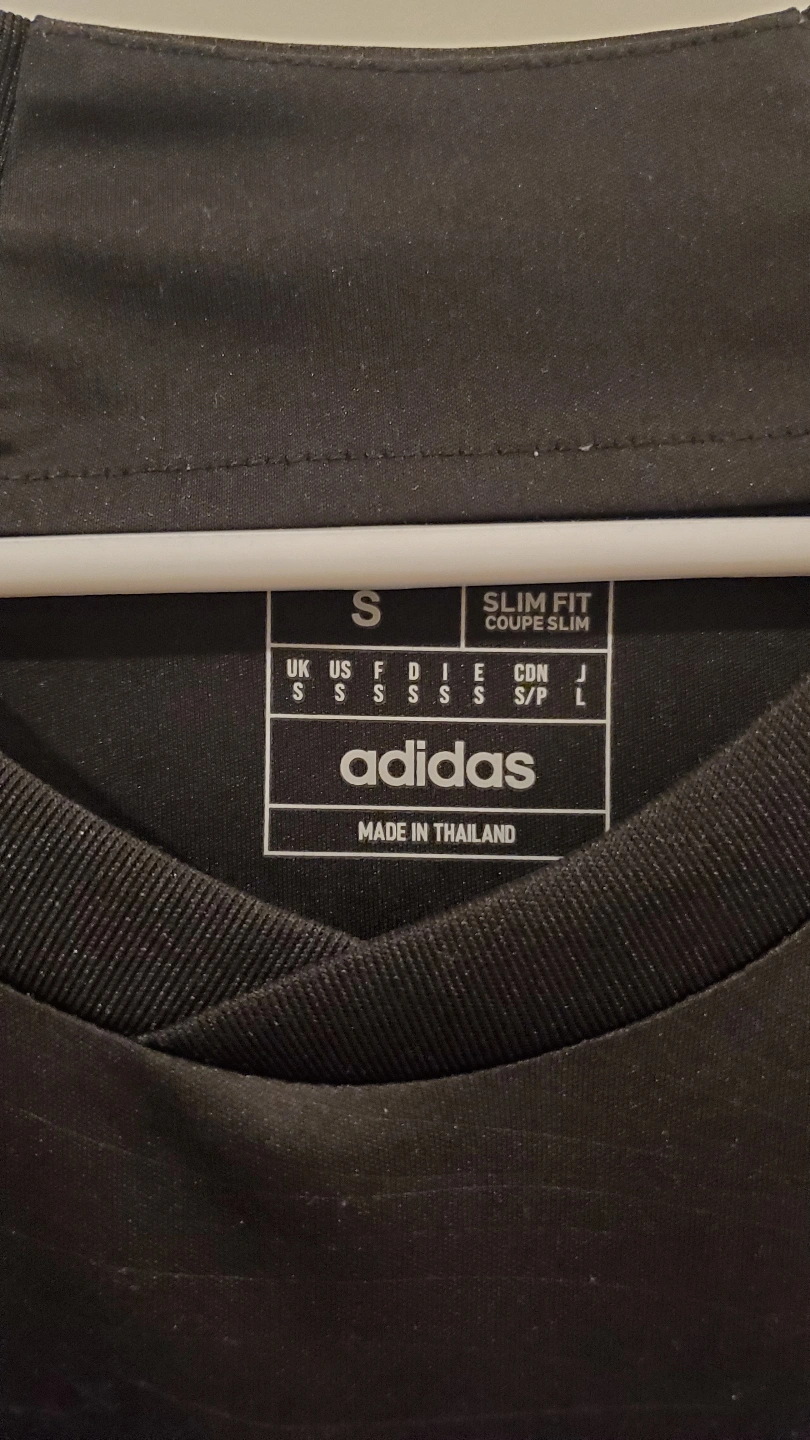 S
SLIM FIT
COUPE SLIM
UK US F D I E CDN J
S S S S S S S/P L
adidas
MADE IN THAILAND